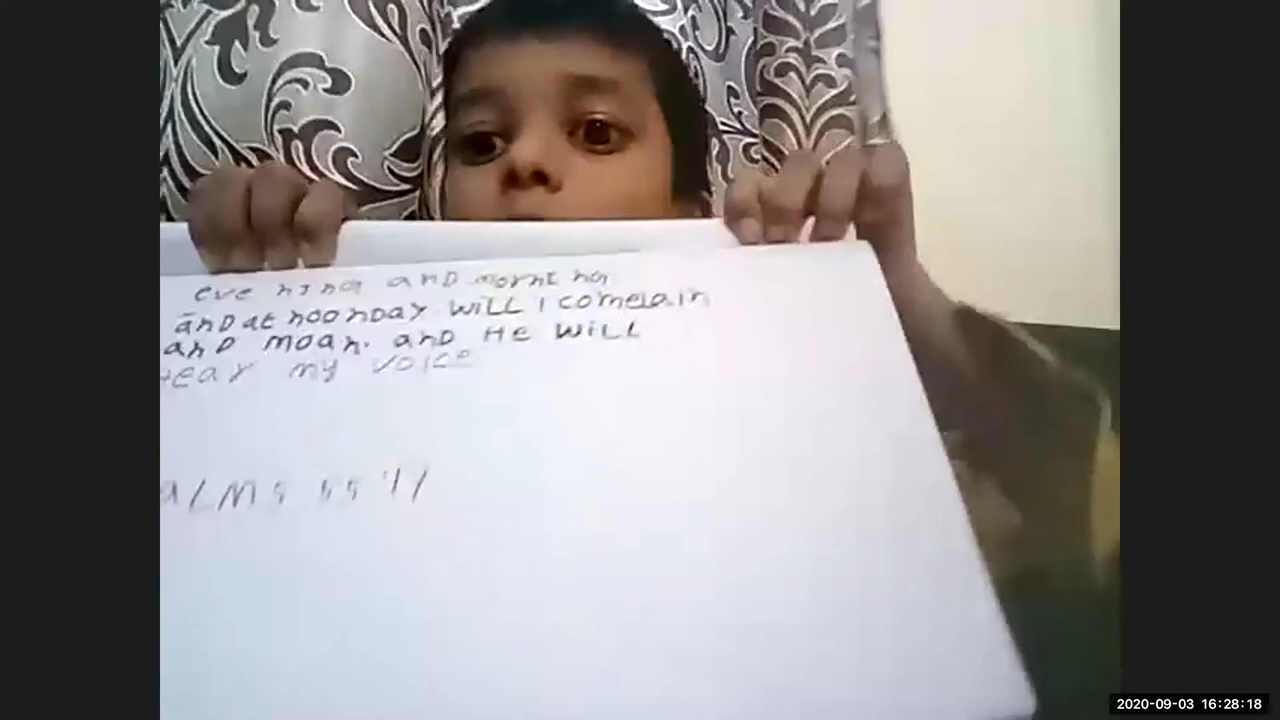 eve ning and morni ng
and at noonday will I comelain
and moan. and He will
hear my voice
alms 55 17
2020-09-03 16:28:18